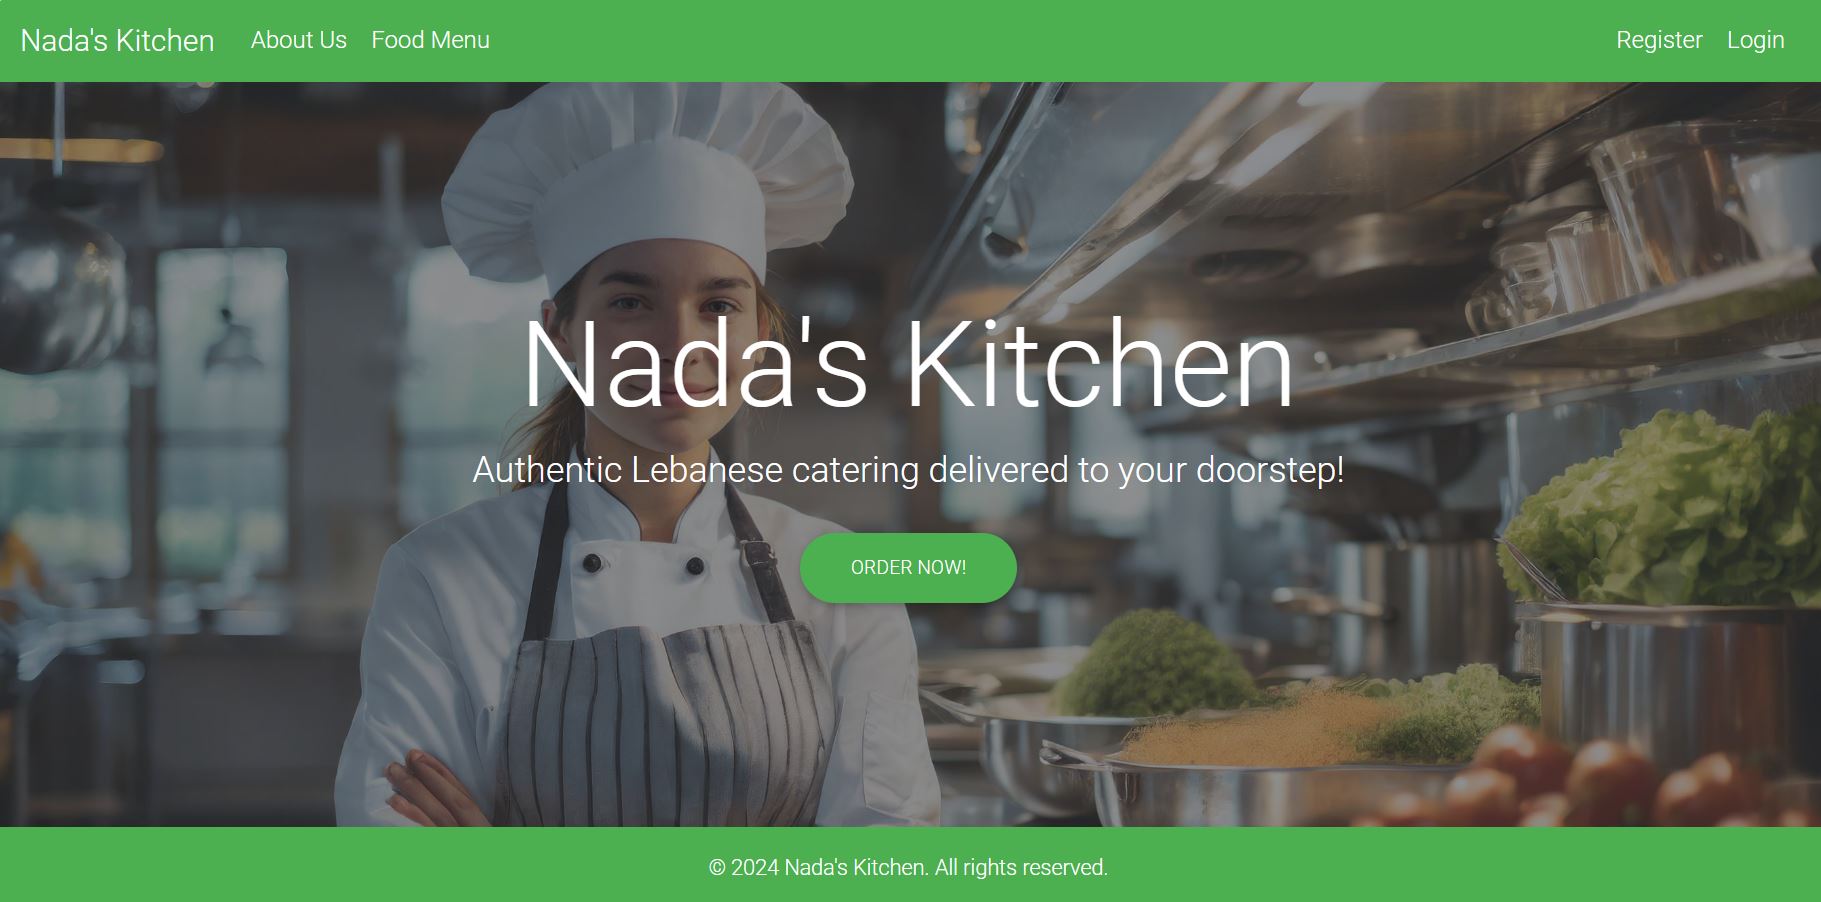 Nada's Kitchen About Us Food Menu Register Login
Nada's Kitchen
Authentic Lebanese catering delivered to your doorstep!
ORDER NOW!
© 2024 Nada's Kitchen. All rights reserved.